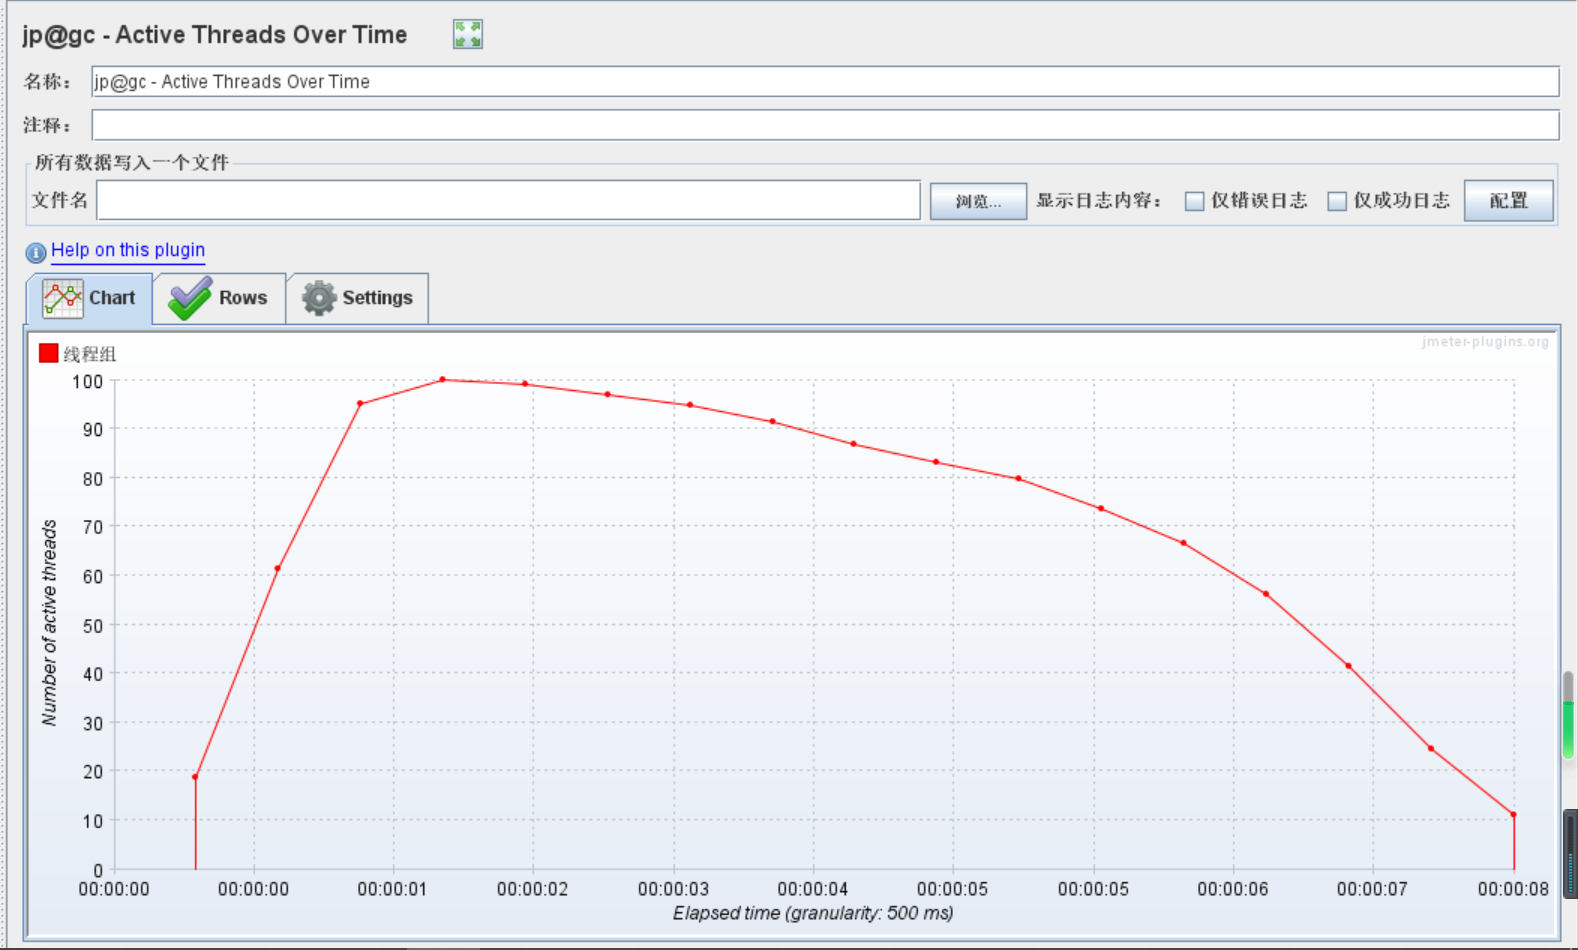 jp@gc - Active Threads Over Time
名称： jp@gc - Active Threads Over Time
注释：
所有数据写入一个文件
文件名 浏览... 显示日志内容： 仅错误日志 仅成功日志 配置
Help on this plugin
Chart Rows Settings
线程组
jmeter-plugins.org
100
90
80
70
60
50
40
30
20
10
0
Number of active threads
00:00:00 00:00:00 00:00:01 00:00:02 00:00:03 00:00:04 00:00:05 00:00:05 00:00:06 00:00:07 00:00:08
Elapsed time (granularity: 500 ms)